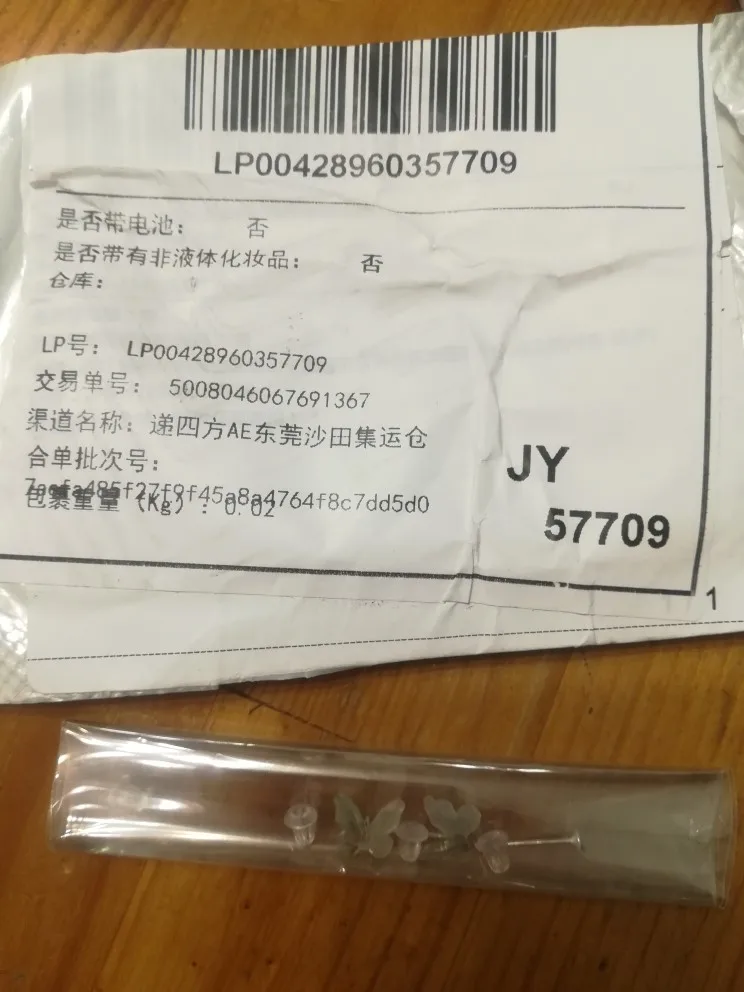 LP00428960357709
是否带电池： 否
是否带有非液体化妆品： 否
仓库：
LP号： LP00428960357709
交易单号： 5008046067691367
渠道名称：递四方AE东莞沙田集运仓
合单批次号：
JY
包裹重量（Kg）：0.02
57709
1